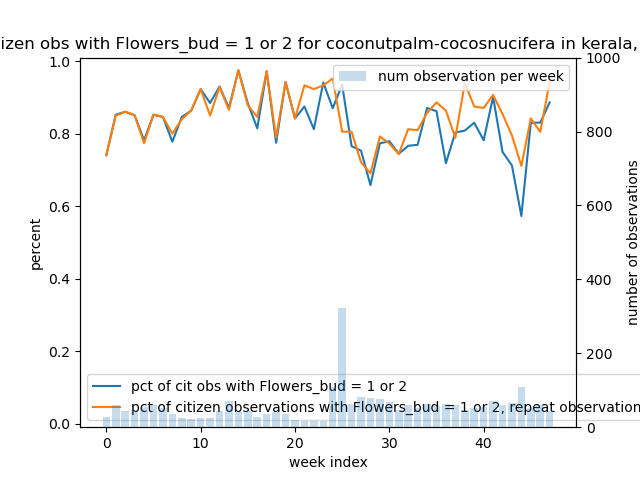 izen obs with Flowers_bud = 1 or 2 for coconutpalm-cocosnucifera in kerala,
num observation per week
1.0
0.8
0.6
0.4
0.2
0.0
percent
1000
800
600
400
200
0
number of observations
pct of cit obs with Flowers_bud = 1 or 2
pct of citizen observations with Flowers_bud = 1 or 2, repeat observation
0 10 20 30 40
week index